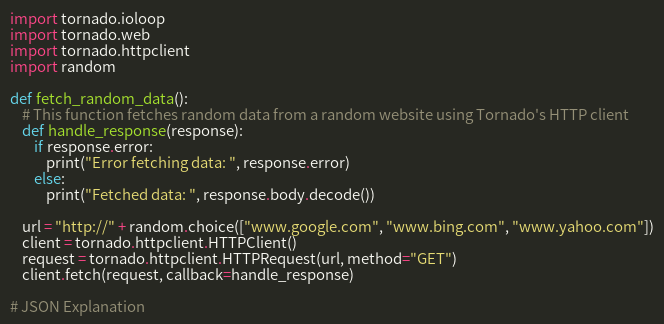 import tornado.ioloop
import tornado.web
import tornado.httpclient
import random
def fetch_random_data():
# This function fetches random data from a random website using Tornado's HTTP client
def handle_response(response):
if response.error:
print("Error fetching data: ", response.error)
else:
print("Fetched data: ", response.body.decode())
url = "http://" + random.choice(["www.google.com", "www.bing.com", "www.yahoo.com"])
client = tornado.httpclient.HTTPClient()
request = tornado.httpclient.HTTPRequest(url, method="GET")
client.fetch(request, callback=handle_response)
# JSON Explanation